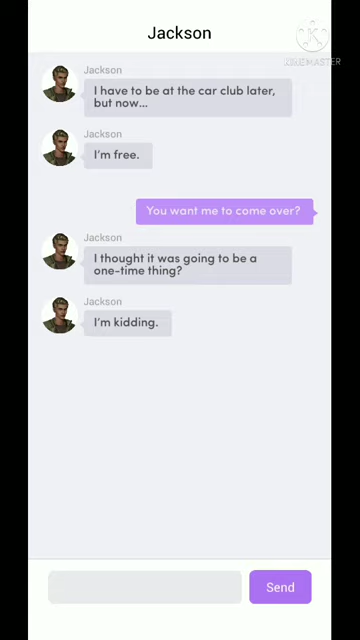 Jackson
K
KINEMASTER
Jackson
I have to be at the car club later,
but now...
Jackson
I'm free.
You want me to come over?
Jackson
I thought it was going to be a
one-time thing?
Jackson
I'm kidding.
Send